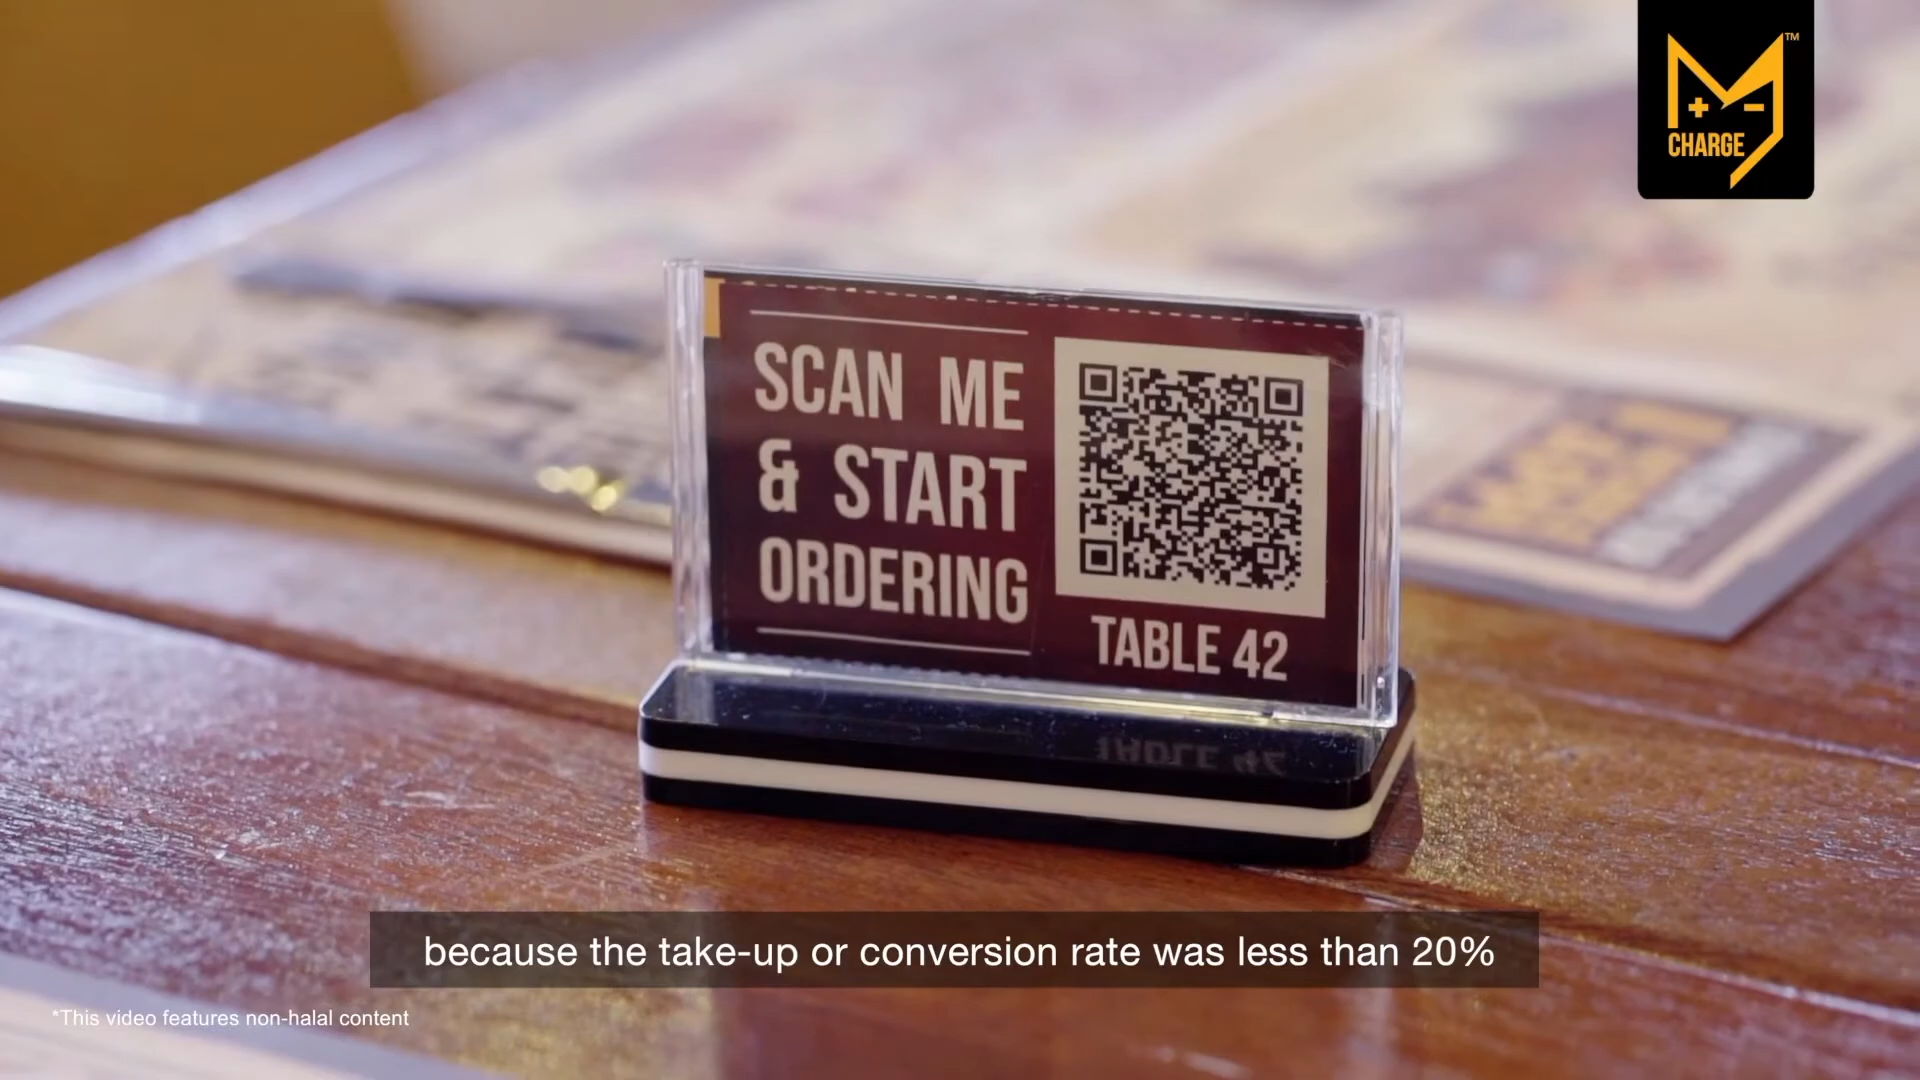 TM
CHARGE
SCAN ME
& START
ORDERING
TABLE 42
because the take-up or conversion rate was less than 20%
*This video features non-halal content